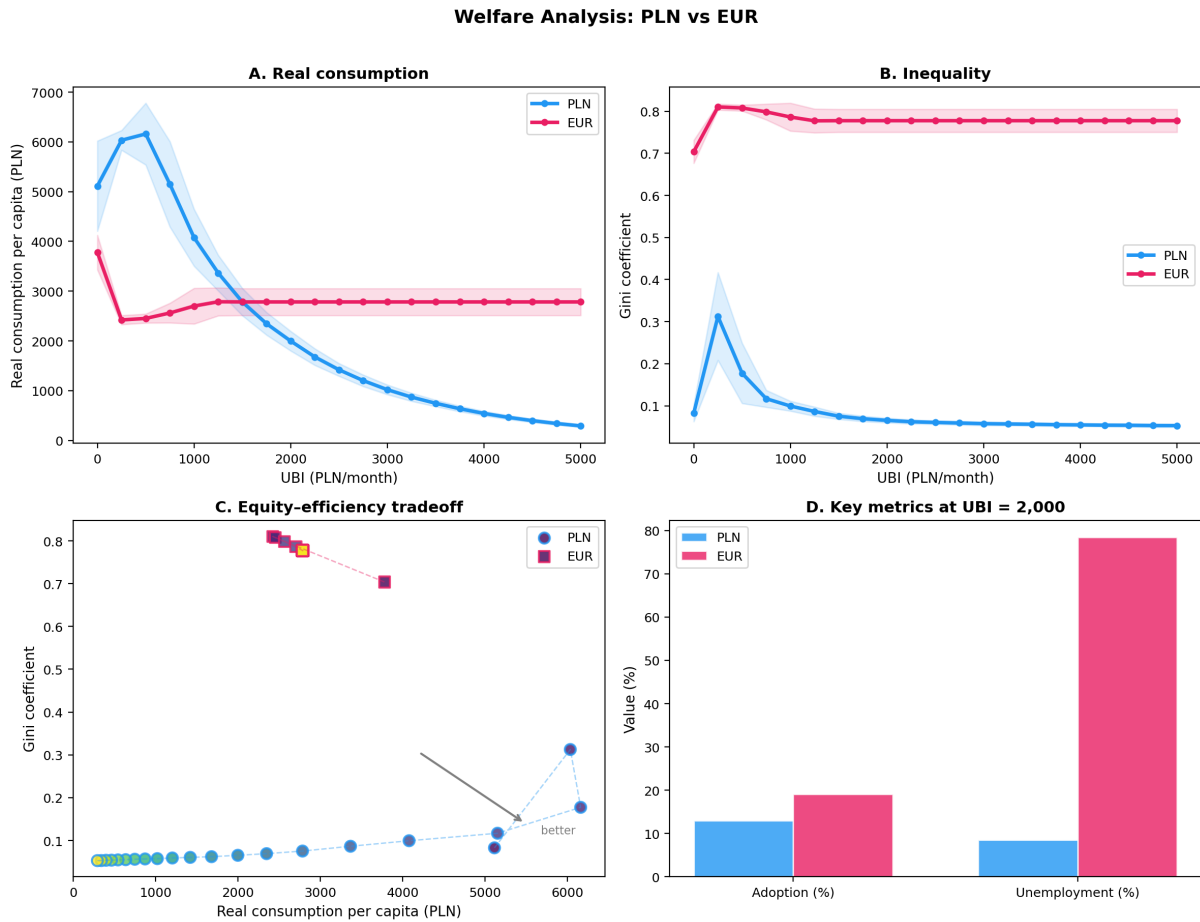 Welfare Analysis: PLN vs EUR
A. Real consumption
Real consumption per capita (PLN)
7000
6000
5000
4000
3000
2000
1000
0
PLN
EUR
0 1000 2000 3000 4000 5000
UBI (PLN/month)
B. Inequality
Gini coefficient
0.8
0.7
0.6
0.5
0.4
0.3
0.2
0.1
PLN
EUR
0 1000 2000 3000 4000 5000
UBI (PLN/month)
C. Equity–efficiency tradeoff
Gini coefficient
0.8
0.7
0.6
0.5
0.4
0.3
0.2
0.1
PLN
EUR
better
0 1000 2000 3000 4000 5000 6000
Real consumption per capita (PLN)
D. Key metrics at UBI = 2,000
Value (%)
80
70
60
50
40
30
20
10
0
PLN
EUR
Adoption (%) Unemployment (%)